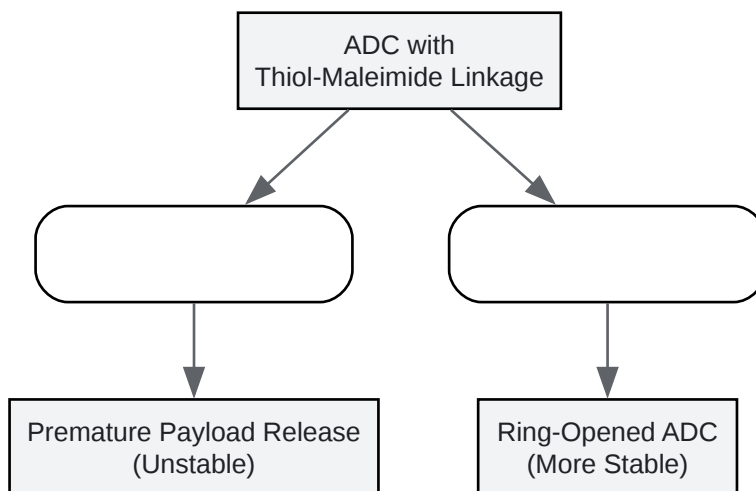 ADC with
Thiol-Maleimide Linkage
Premature Payload Release
(Unstable)
Ring-Opened ADC
(More Stable)